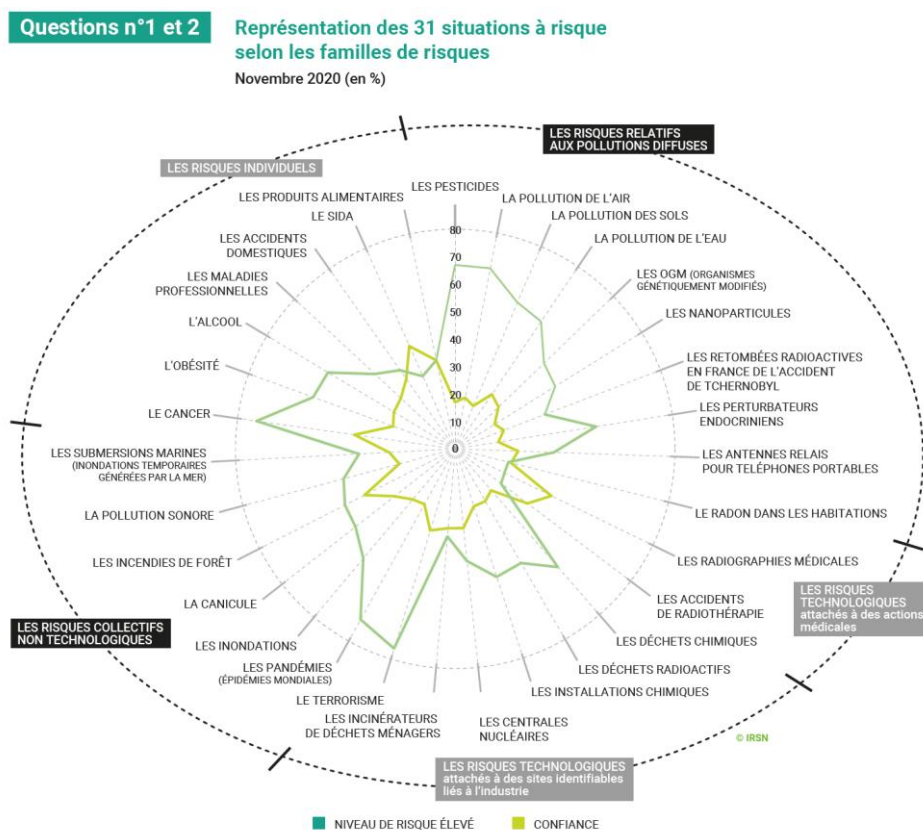 Questions n°1 et 2
Représentation des 31 situations à risque
selon les familles de risques
Novembre 2020 (en %)
LES RISQUES RELATIFS
AUX POLLUTIONS DIFFUSES
LES RISQUES INDIVIDUELS
LES PESTICIDES
LA POLLUTION DE L'AIR
LA POLLUTION DES SOLS
LA POLLUTION DE L'EAU
LES OGM (ORGANISMES
GÉNÉTIQUEMENT MODIFIÉS)
LES NANOPARTICULES
LES RETOMBÉES RADIOACTIVES
EN FRANCE DE L'ACCIDENT
DE TCHERNOBYL
LES PERTURBATEURS
ENDOCRINIENS
LES ANTENNES RELAIS
POUR TELÉPHONES PORTABLES
LE RADON DANS LES HABITATIONS
LES RADIOGRAPHIES MÉDICALES
LES RISQUES
TECHNOLOGIQUES
attachés à des actions
médicales
LES ACCIDENTS
DE RADIOTHÉRAPIE
LES DÉCHETS CHIMIQUES
LES DÉCHETS RADIOACTIFS
LES INSTALLATIONS CHIMIQUES
LES CENTRALES
NUCLÉAIRES
LES RISQUES TECHNOLOGIQUES
attachés à des sites identifiables
liés à l'industrie
LES INCINÉRATEURS
DE DÉCHETS MÉNAGERS
LE TERRORISME
LES PANDÉMIES
(ÉPIDÉMIES MONDIALES)
LES INONDATIONS
LES RISQUES COLLECTIFS
NON TECHNOLOGIQUES
LA CANICULE
LES INCENDIES DE FORÊT
LA POLLUTION SONORE
LES SUBMERSIONS MARINES
(INONDATIONS TEMPORAIRES
GÉNÉRÉES PAR LA MER)
LE CANCER
L'OBÉSITÉ
L'ALCOOL
LES MALADIES
PROFESSIONNELLES
LES ACCIDENTS
DOMESTIQUES
LE SIDA
LES PRODUITS ALIMENTAIRES
80
70
60
50
40
30
20
10
0
© IRSN
NIVEAU DE RISQUE ÉLEVÉ
CONFIANCE